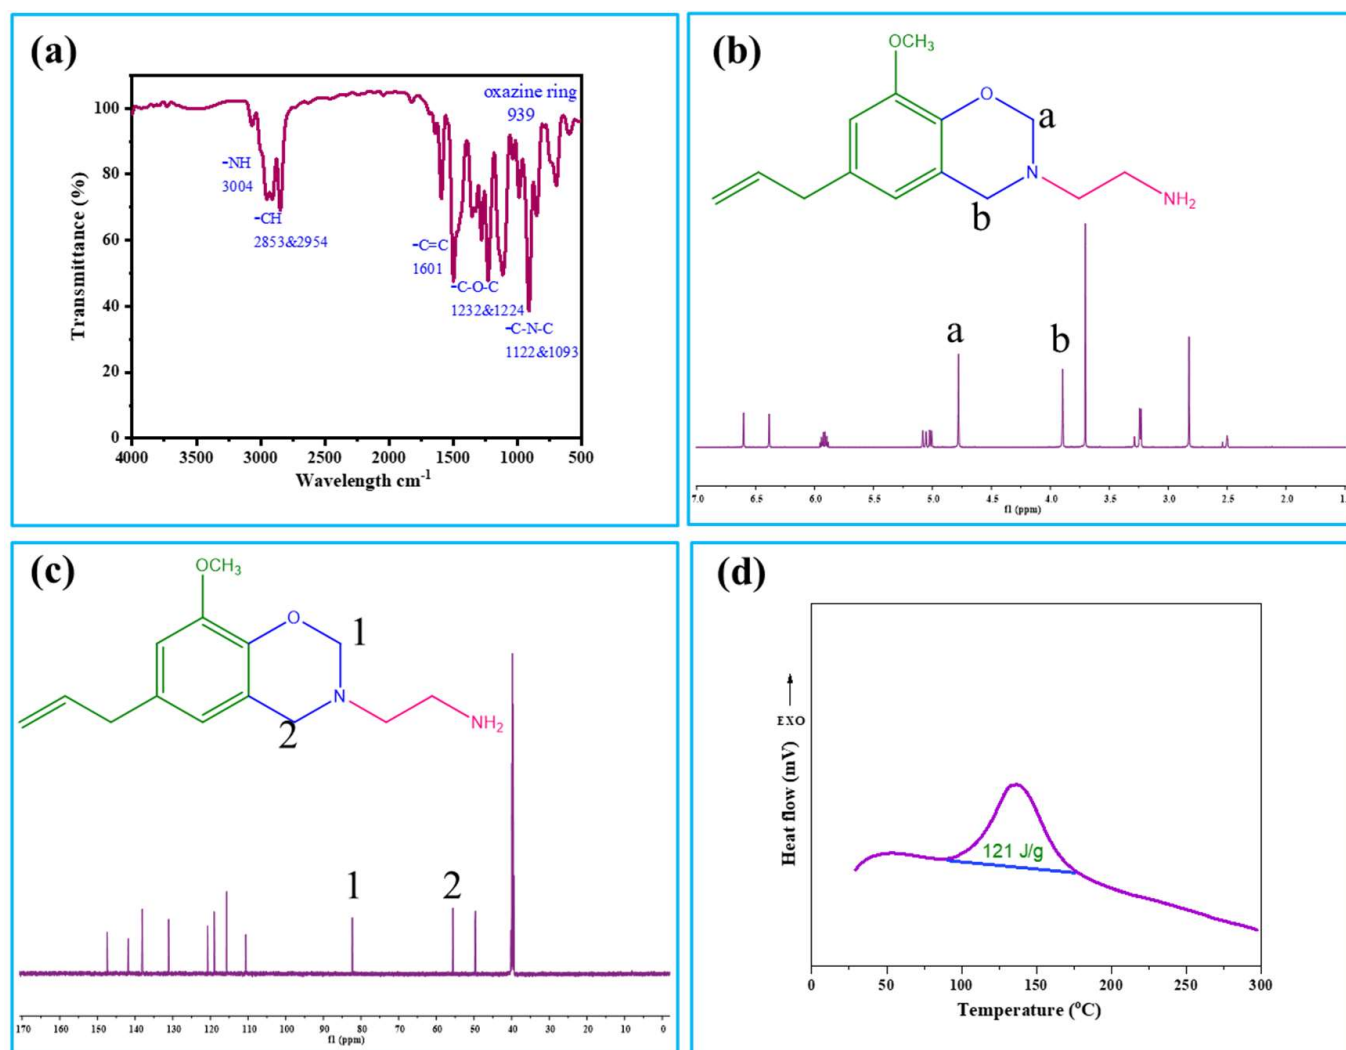 (a)
Transmittance (%)
100
80
60
40
20
0
oxazine ring
939
-NH
3004
-CH
2853&2954
-C=C
1601
-C-O-C
1232&1224
-C-N-C
1122&1093
4000 3000 2000 1500 1000 500
Wavelength cm-1
(b)
OCH3
O
a
N
b
NH2
a
b
7.0 6.5 6.0 5.5 5.0 4.5 4.0 3.5 3.0 2.5 2.0
f1 (ppm)
(c)
OCH3
O
1
N
2
NH2
1
2
170 160 150 140 130 120 110 100 90 80 70 60 50 40 30 20 10 0
f1 (ppm)
(d)
Heat flow (mV)
EXO
121 J/g
0 50 100 150 200 250 300
Temperature (oC)